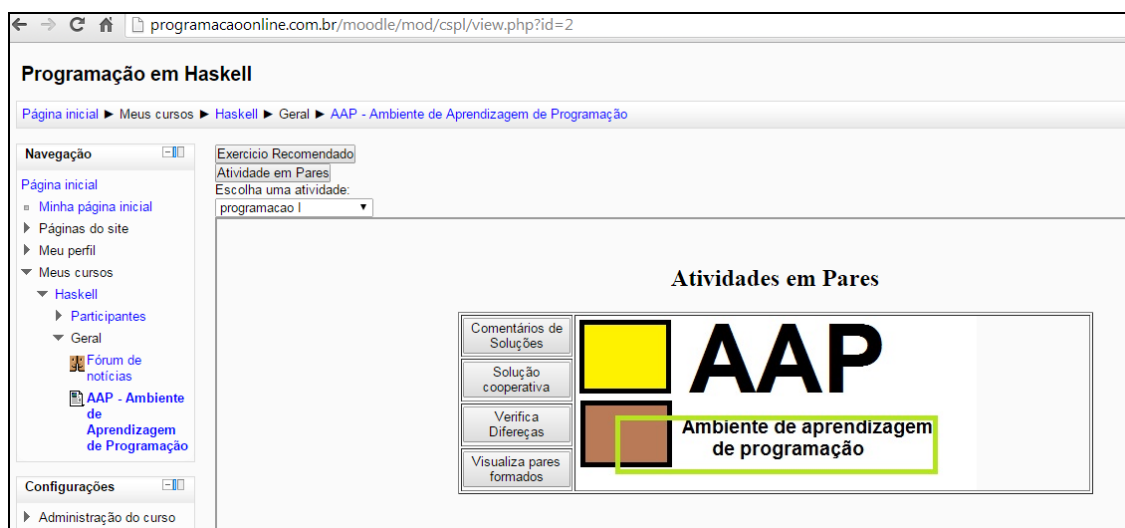 programacaoonline.com.br/moodle/mod/cspl/view.php?id=2
Programação em Haskell
Página inicial ► Meus cursos ► Haskell ► Geral ► AAP - Ambiente de Aprendizagem de Programação
Navegação
Página inicial
Minha página inicial
Páginas do site
Meu perfil
Meus cursos
Haskell
Participantes
Geral
Fórum de
notícias
AAP - Ambiente
de
Aprendizagem
de Programação
Configurações
Administração do curso
Exercicio Recomendado
Atividade em Pares
Escolha uma atividade:
programacao I
Atividades em Pares
Comentários de
Soluções
Solução
cooperativa
Verifica
Difereças
Visualiza pares
formados
AAP
Ambiente de aprendizagem
de programação